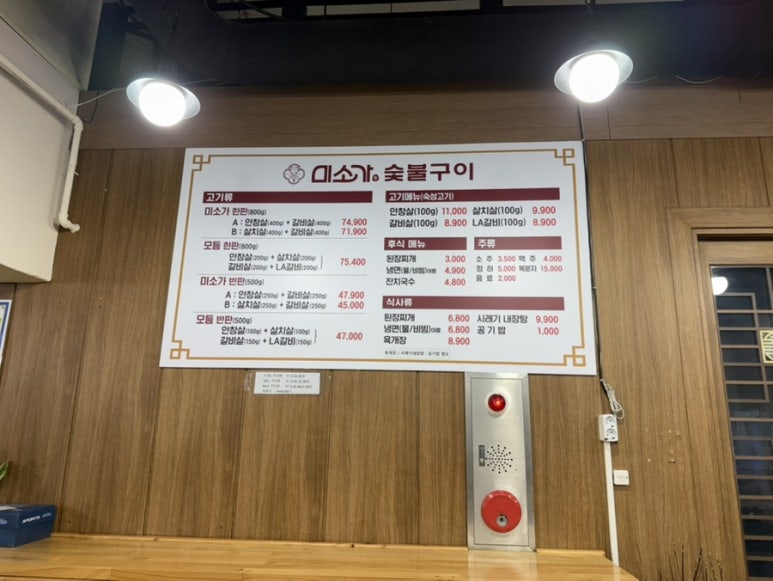 미소가 숯불구이
고기류
미소가 한판(800g)
A : 안창살(400g) + 갈비살(400g) 74.900
B : 살치살(400g) + 갈비살(400g) 71.900
모듬 한판(800g)
안창살(200g) + 살치살(200g)
갈비살(200g) + LA갈비(200g)
75.400
미소가 반판(500g)
A : 안창살(250g) + 갈비살(250g) 47.900
B : 살치살(250g) + 갈비살(250g) 45.000
모듬 반판(500g)
안창살(100g) + 살치살(100g)
갈비살(150g) + LA갈비(150g)
47.000
고기메뉴(숙성고기)
안창살(100g) 11.000 살치살(100g) 9.900
갈비살(100g) 8.900 LA갈비(100g) 8.900
후식 메뉴
된장찌개 3,000
냉면(물/비빔) 4,900
잔치국수 4,800
주류
소 주 3,500 맥 주 4,000
청 하 5,000 복분자 15,000
음 료 2,000
식사류
된장찌개 6.800 시래기 내장탕 9.900
냉면(물/비빔) 6.800 공 기 밥 1.000
육개장 8.900
SPORTS